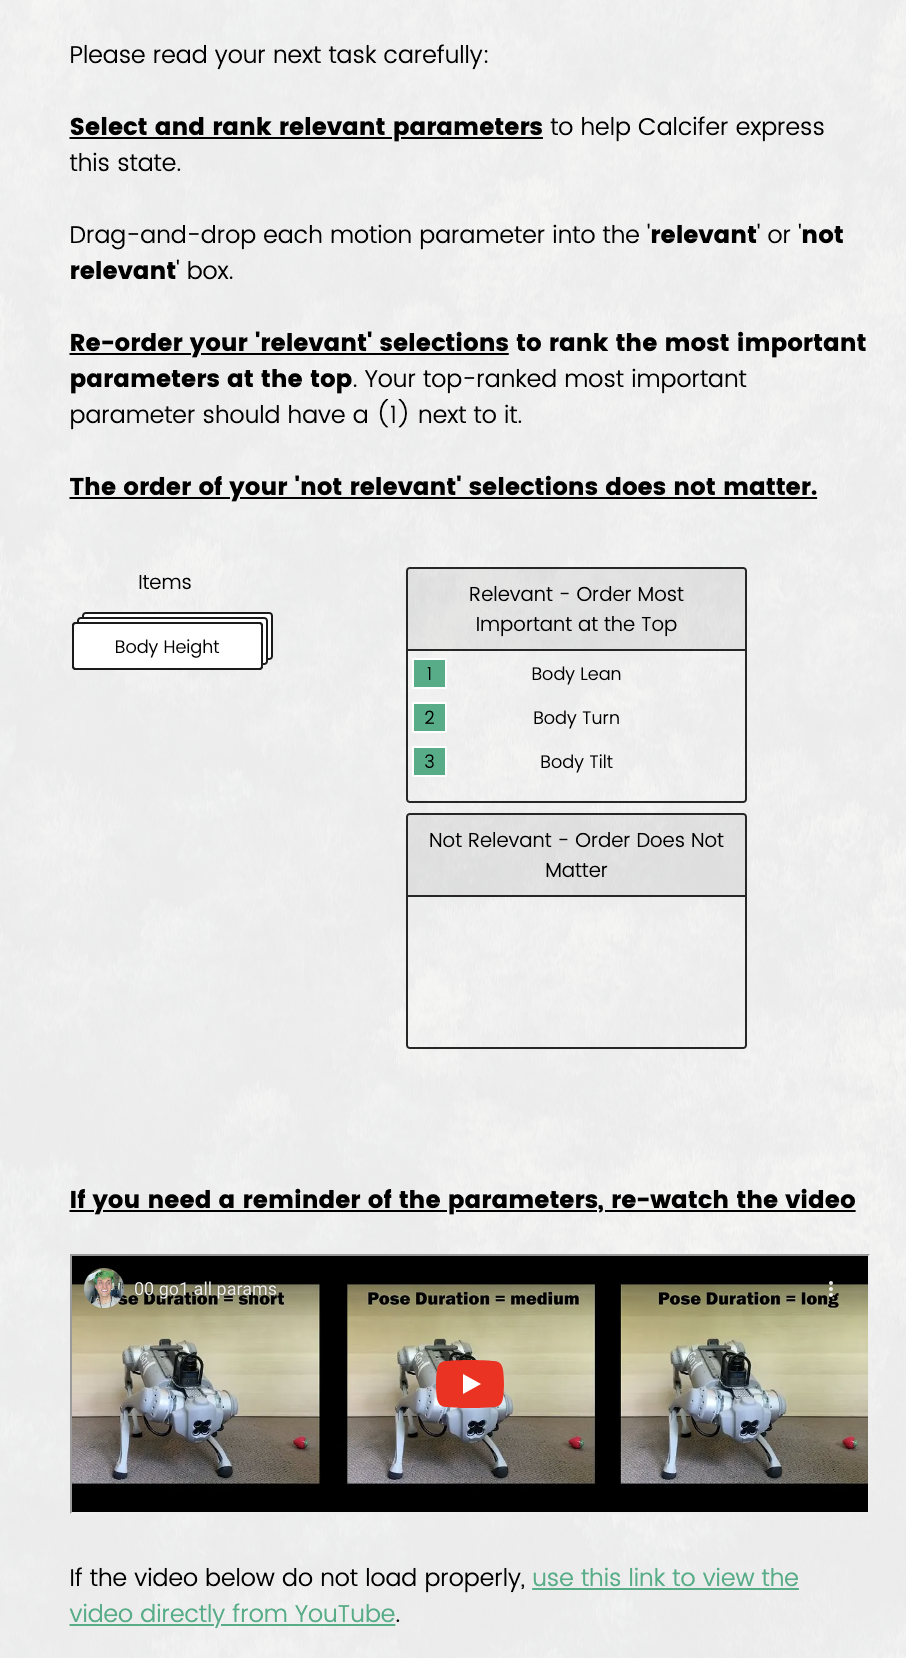 Please read your next task carefully:
Select and rank relevant parameters to help Calcifer express
this state.
Drag-and-drop each motion parameter into the 'relevant' or 'not
relevant' box.
Re-order your 'relevant' selections to rank the most important
parameters at the top. Your top-ranked most important
parameter should have a (1) next to it.
The order of your 'not relevant' selections does not matter.
Items
Body Height
Relevant - Order Most
Important at the Top
1 Body Lean
2 Body Turn
3 Body Tilt
Not Relevant - Order Does Not
Matter
If you need a reminder of the parameters, re-watch the video
00 go1 all params
se Duration = short
Pose Duration = medium
Pose Duration = long
If the video below do not load properly, use this link to view the
video directly from YouTube.